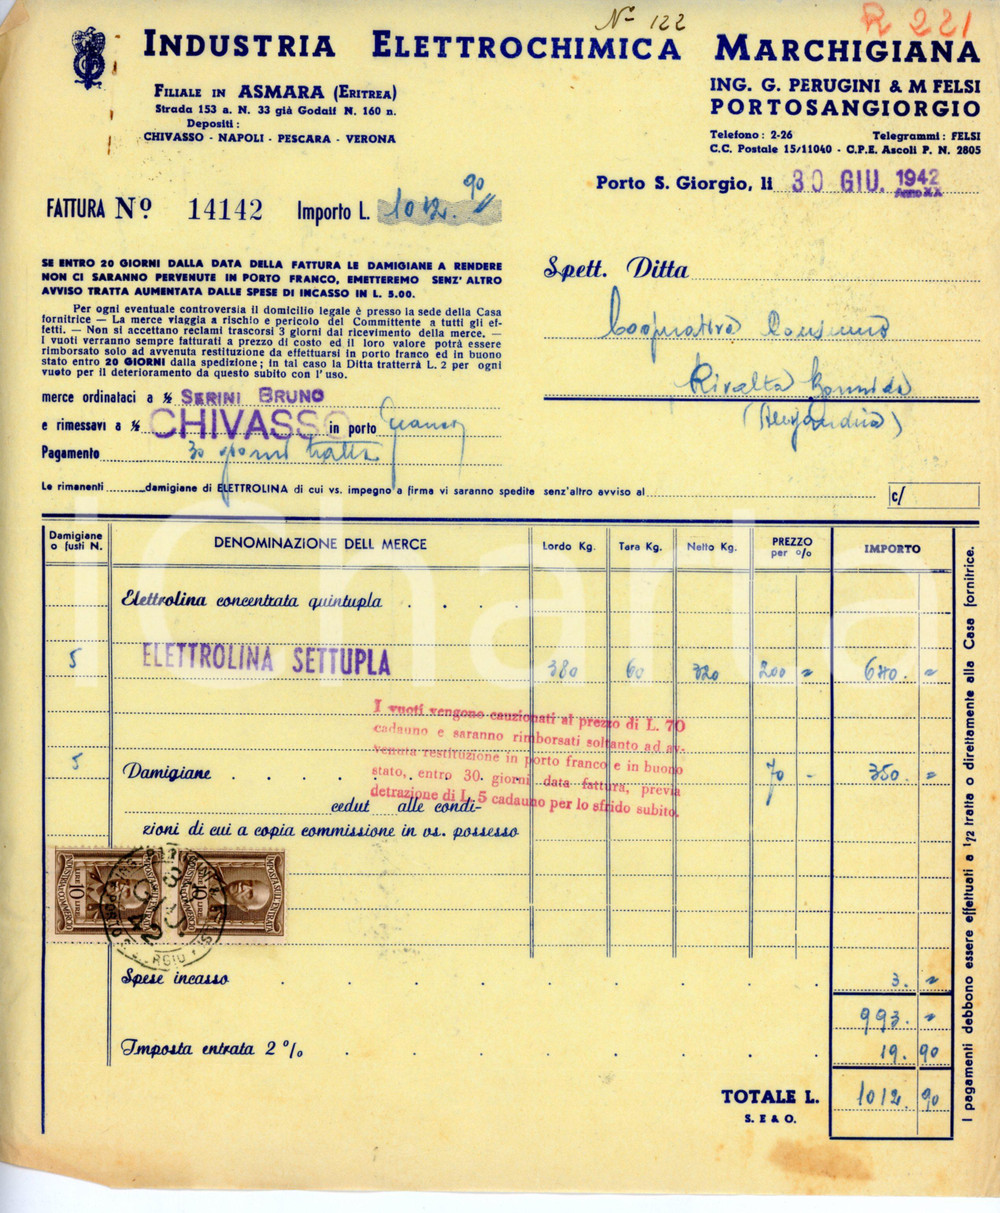 Nº 122
R 221
INDUSTRIA ELETTROCHIMICA MARCHIGIANA
FILIALE IN ASMARA (ERITREA)
Strada 153 a. N. 33 già Godaif N. 160 n.
Depositi :
CHIVASSO - NAPOLI - PESCARA - VERONA
ING. G. PERUGINI & M FELSI
PORTOSANGIORGIO
Telefono : 2-26 Telegrammi : FELSI
C.C. Postale 15/11040 - C.P.E. Ascoli P. N. 2805
Porto S. Giorgio, li 30 GIU. 1942
Anno XX
FATTURA Nº 14142 Importo L. 1012.90
SE ENTRO 20 GIORNI DALLA DATA DELLA FATTURA LE DAMIGIANE A RENDERE
NON CI SARANNO PERVENUTE IN PORTO FRANCO, EMETTEREMO SENZ' ALTRO
AVVISO TRATTA AUMENTATA DALLE SPESE DI INCASSO IN L. 5.00.
Per ogni eventuale controversia il domicilio legale è presso la sede della Casa
fornitrice — La merce viaggia a rischio e pericolo del Committente a tutti gli ef-
fetti. — Non si accettano reclami trascorsi 3 giorni dal ricevimento della merce. —
I vuoti verranno sempre fatturati a prezzo di costo ed il loro valore potrà essere
rimborsato solo ad avvenuta restituzione da effettuarsi in porto franco ed in buono
stato entro 20 GIORNI dalla spedizione ; in tal caso la Ditta tratterrà L. 2 per ogni
vuoto per il deterioramento da questo subito con l' uso.
Spett. Ditta
Cooperativa Consumo
Rivalta Bormida
(Alessandria)
merce ordinataci a ½ SERINI BRUNO
e rimessavi a ½ CHIVASSO in porto franco
Pagamento 30 giorni tratta
Le rimanenti damigiane di ELETTROLINA di cui vs. impegno a firma vi saranno spedite senz'altro avviso al c/
Damigiane
o fusti N. DENOMINAZIONE DELL MERCE Lordo Kg. Tara Kg. Netto Kg. PREZZO
per % IMPORTO
Elettrolina concentrata quintupla . . . .
5 ELETTROLINA SETTUPLA 380 60 320 200 " 640. "
I vuoti vengono cauzionati al prezzo di L. 70
cadauno e saranno rimborsati soltanto ad av-
venuta restituzione in porto franco e in buono
stato, entro 30 giorni data fattura, previa
detrazione di L. 5 cadauno per lo sfrido subito.
5 Damigiane . . . . 70 - 350. "
cedut alle condi-
zioni di cui a copia commissione in vs. possesso
Spese incasso 3. "
993. "
Imposta entrata 2 % 19. 90
TOTALE L. 1012. 90
S. E & O.
I pagamenti debbono essere effettuati a 1/2 tratta o direttamente alla Casa fornitrice.
iCharta